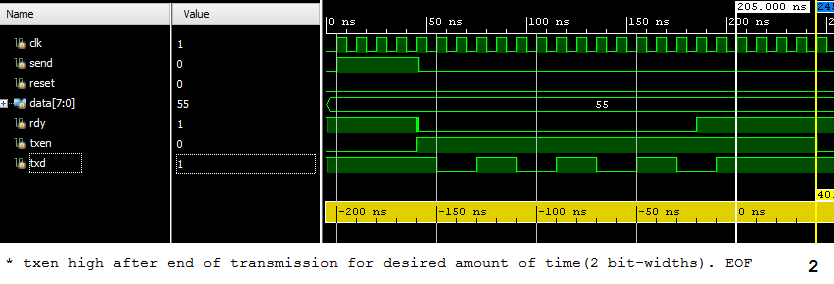 Name Value 205.000 ns 245
0 ns 50 ns 100 ns 150 ns 200 ns
clk 1
send 0
reset 0
data[7:0] 55 55
rdy 1
txen 0
txd 1
40.
-200 ns -150 ns -100 ns -50 ns 0 ns
* txen high after end of transmission for desired amount of time(2 bit-widths). EOF 2